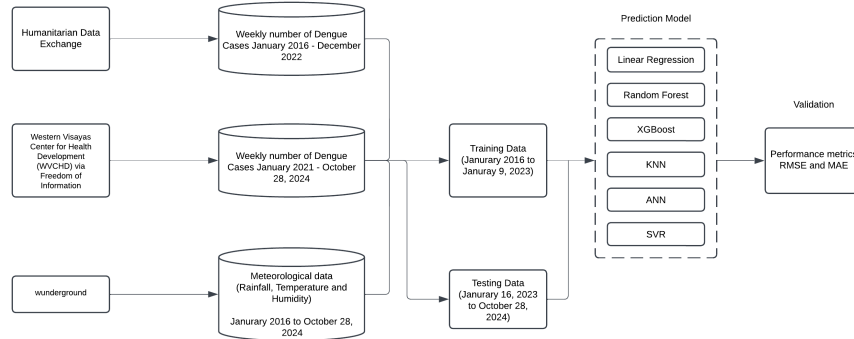 Humanitarian Data
Exchange
Weekly number of Dengue
Cases January 2016 - December
2022
Western Visayas
Center for Health
Development
(WVCHD) via
Freedom of
Information
Weekly number of Dengue
Cases January 2021 - October
28, 2024
wunderground
Meteorological data
(Rainfall, Temperature and
Humidity)
Janurary 2016 to October 28,
2024
Training Data
(Janurary 2016 to
Januray 9, 2023)
Testing Data
(Janurary 16, 2023
to October 28,
2024)
Prediction Model
Linear Regression
Random Forest
XGBoost
KNN
ANN
SVR
Validation
Performance metrics
RMSE and MAE